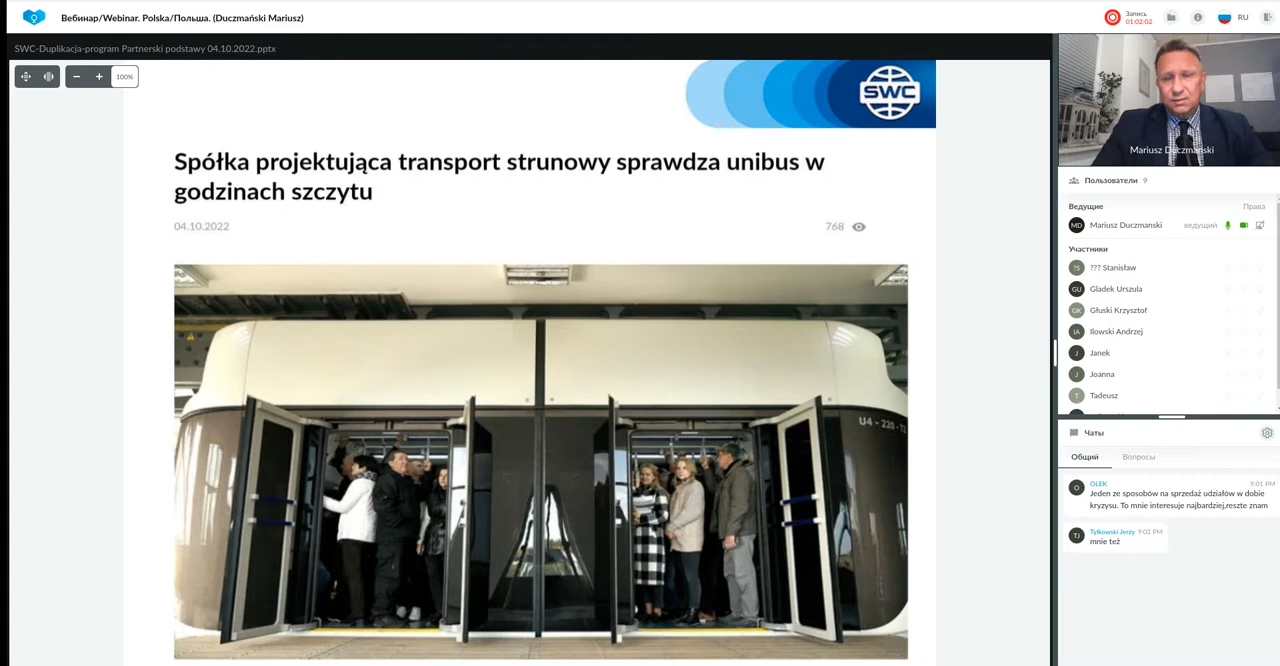 Вебинар/Webinar. Polska/Польша. (Duczmański Mariusz)
Запись
01:02:02
RU
SWC-Duplikacja-program Partnerski podstawy 04.10.2022.pptx
100%
SWC
Spółka projektująca transport strunowy sprawdza unibus w
godzinach szczytu
04.10.2022
768
U4 - 220 -
Mariusz Duczmanski
Пользователи 9
Ведущие Права
MD Mariusz Duczmanski ведущий
Участники
?S ??? Stanisław
GU Gladek Urszula
GK Głuski Krzysztof
IA Ilowski Andrzej
J Janek
J Joanna
T Tadeusz
Чаты
Общий Вопросы
O OLEK 9:01 PM
Jeden ze sposobów na sprzedaż udziałów w dobie
kryzysu. To mnie interesuje najbardziej,reszte znam
TJ Tylkowski Jerzy 9:02 PM
mnie też